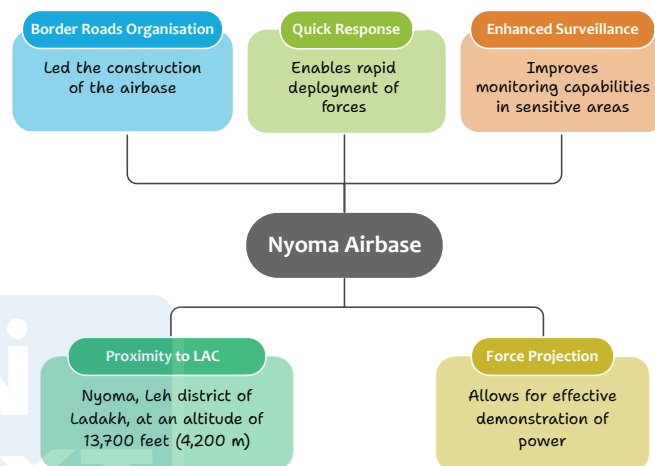 Border Roads Organisation
Led the construction
of the airbase
Quick Response
Enables rapid
deployment of
forces
Enhanced Surveillance
Improves
monitoring capabilities
in sensitive areas
Nyoma Airbase
Proximity to LAC
Nyoma, Leh district of
Ladakh, at an altitude of
13,700 feet (4,200 m)
Force Projection
Allows for effective
demonstration of
power